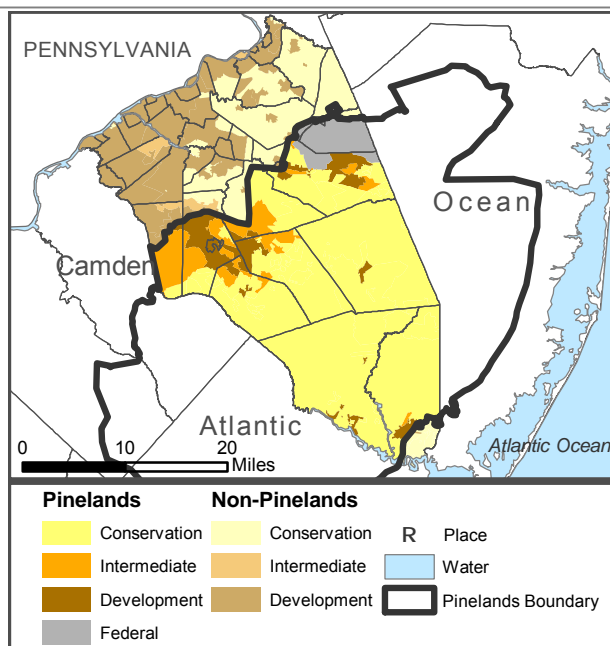 PENNSYLVANIA
Ocean
Camden
Atlantic
0 10 20
Miles
Atlantic Ocean
Pinelands Non-Pinelands
Conservation Conservation R Place
Intermediate Intermediate Water
Development Development Pinelands Boundary
Federal